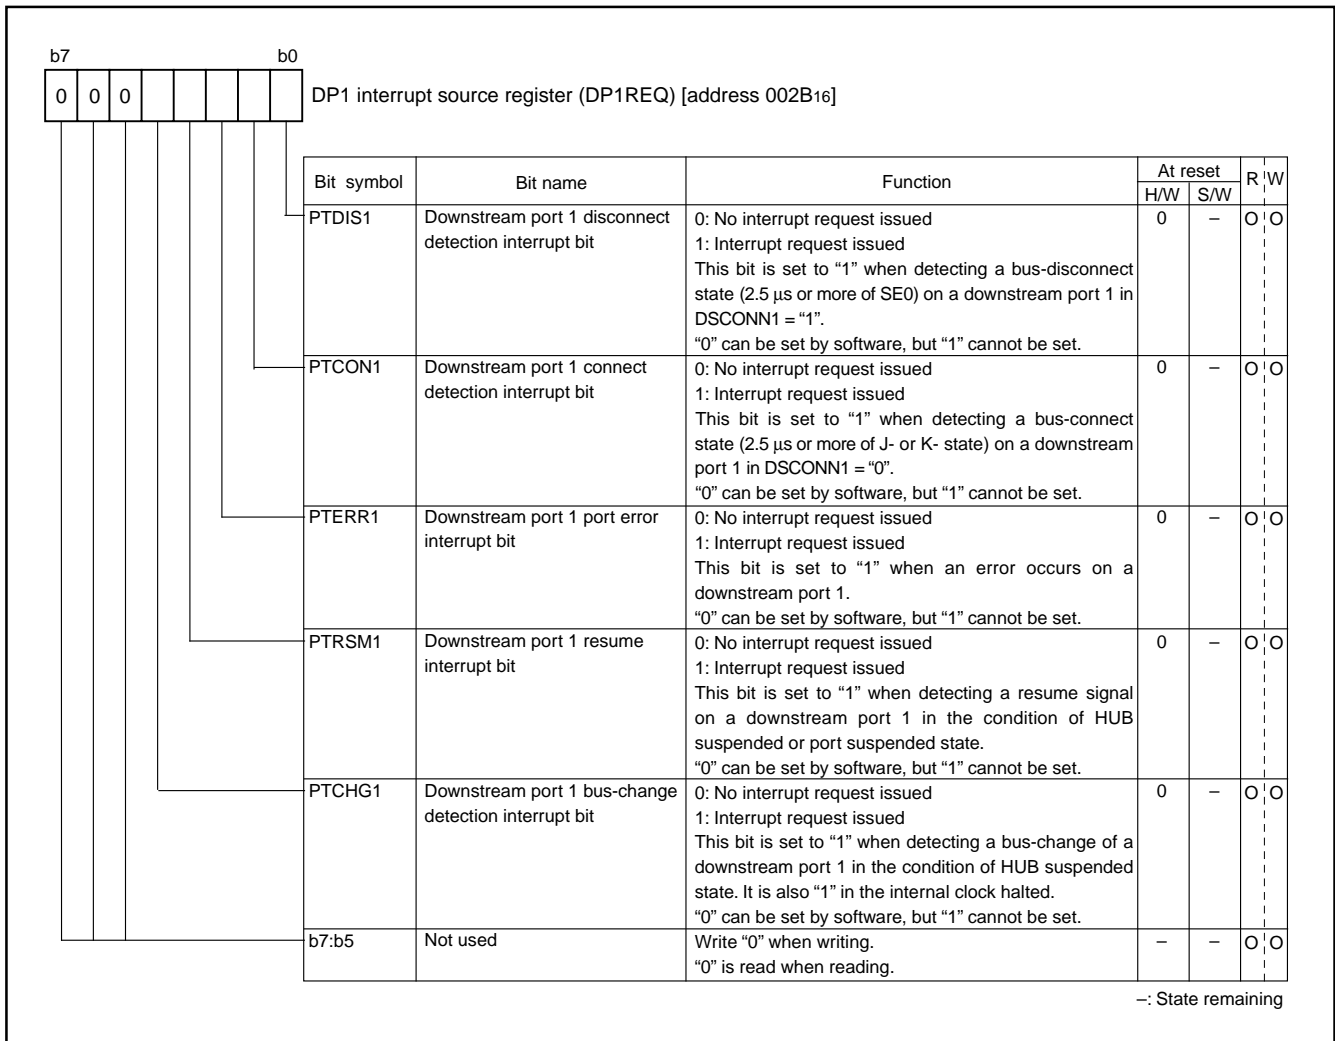 b7 b0
0 0 0 DP1 interrupt source register (DP1REQ) [address 002B16]
Bit symbol Bit name Function At reset R W
H/W S/W
PTDIS1 Downstream port 1 disconnect 0: No interrupt request issued 0 – O O
detection interrupt bit 1: Interrupt request issued
This bit is set to “1” when detecting a bus-disconnect
state (2.5 µs or more of SE0) on a downstream port 1 in
DSCONN1 = “1”.
“0” can be set by software, but “1” cannot be set.
PTCON1 Downstream port 1 connect 0: No interrupt request issued 0 – O O
detection interrupt bit 1: Interrupt request issued
This bit is set to “1” when detecting a bus-connect
state (2.5 µs or more of J- or K- state) on a downstream
port 1 in DSCONN1 = “0”.
“0” can be set by software, but “1” cannot be set.
PTERR1 Downstream port 1 port error 0: No interrupt request issued 0 – O O
interrupt bit 1: Interrupt request issued
This bit is set to “1” when an error occurs on a
downstream port 1.
“0” can be set by software, but “1” cannot be set.
PTRSM1 Downstream port 1 resume 0: No interrupt request issued 0 – O O
interrupt bit 1: Interrupt request issued
This bit is set to “1” when detecting a resume signal
on a downstream port 1 in the condition of HUB
suspended or port suspended state.
“0” can be set by software, but “1” cannot be set.
PTCHG1 Downstream port 1 bus-change 0: No interrupt request issued 0 – O O
detection interrupt bit 1: Interrupt request issued
This bit is set to “1” when detecting a bus-change of a
downstream port 1 in the condition of HUB suspended
state. It is also “1” in the internal clock halted.
“0” can be set by software, but “1” cannot be set.
b7:b5 Not used Write “0” when writing. – – O O
“0” is read when reading.
–: State remaining